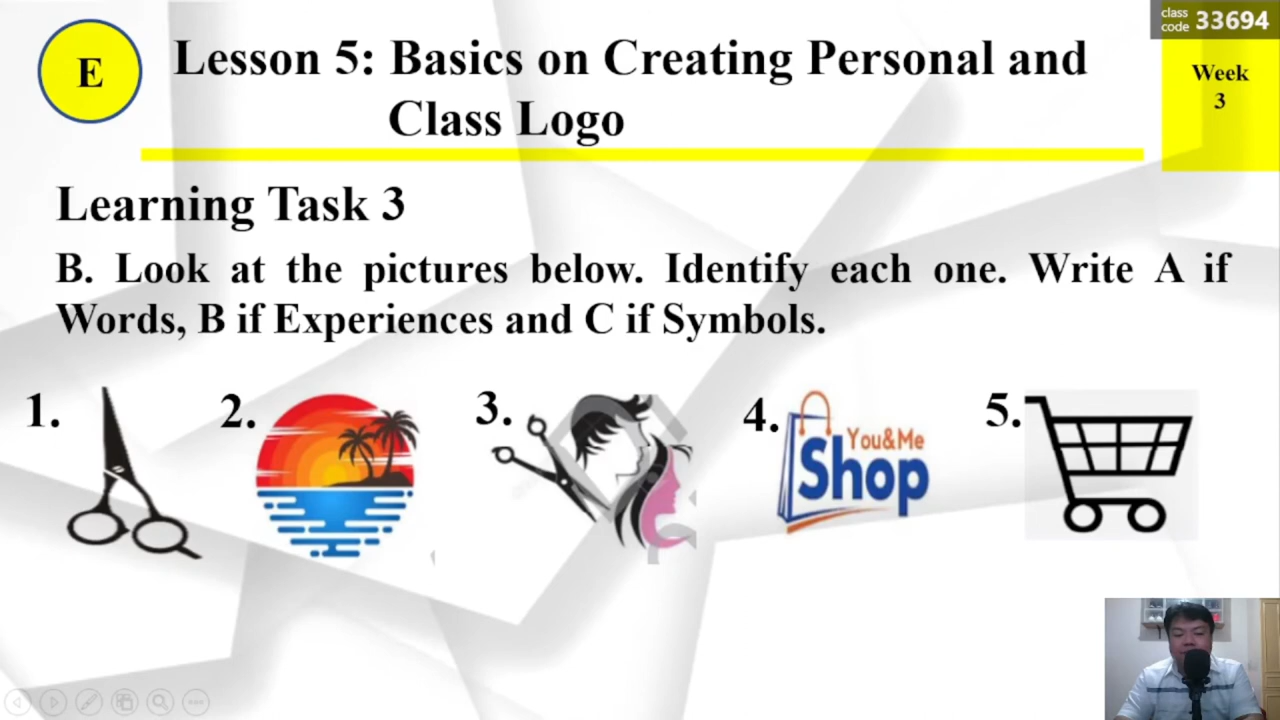 class
code 33694
E
Lesson 5: Basics on Creating Personal and
Class Logo
Week
3
Learning Task 3
B. Look at the pictures below. Identify each one. Write A if
Words, B if Experiences and C if Symbols.
1. 2. 3. 4. 5.
You&Me
Shop